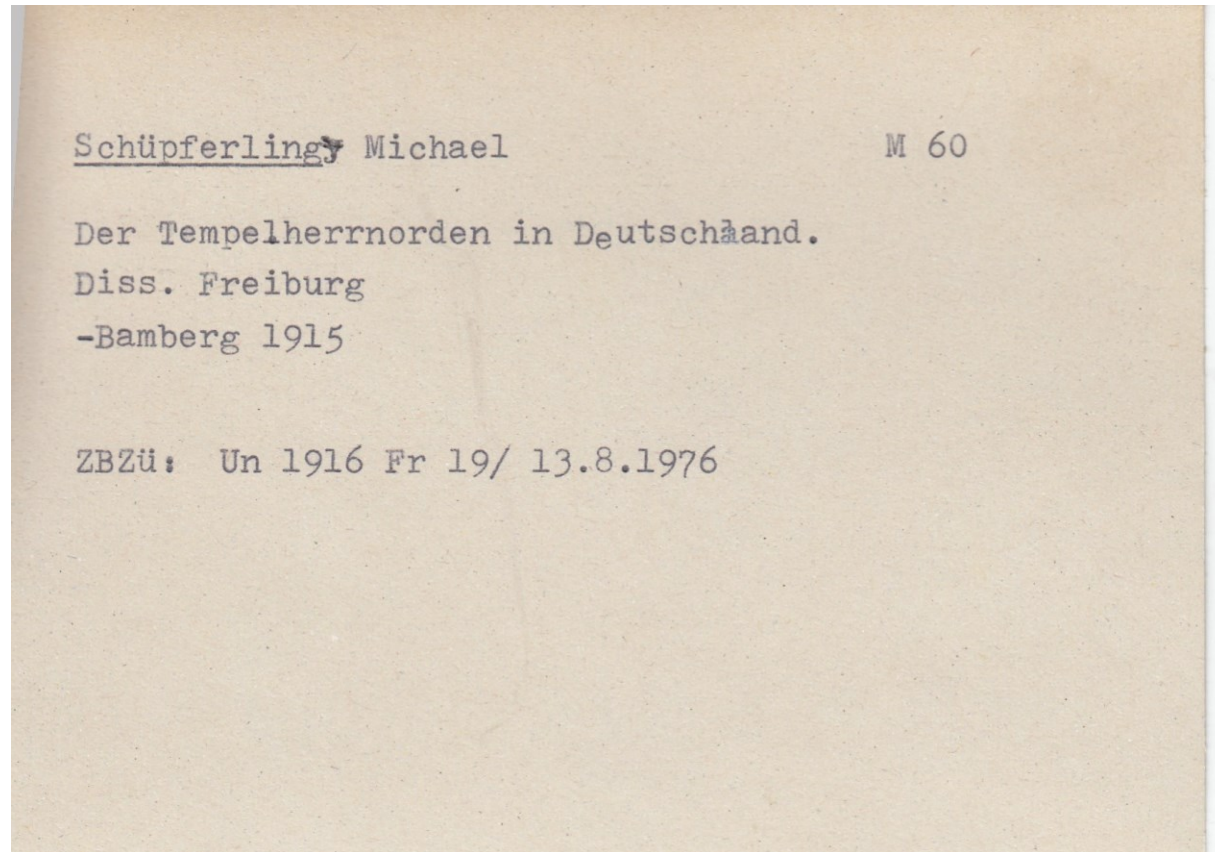 Schüpferling, Michael M 60
Der Tempelherrnorden in Deutschland.
Diss. Freiburg
-Bamberg 1915
ZBZü: Un 1916 Fr 19/ 13.8.1976